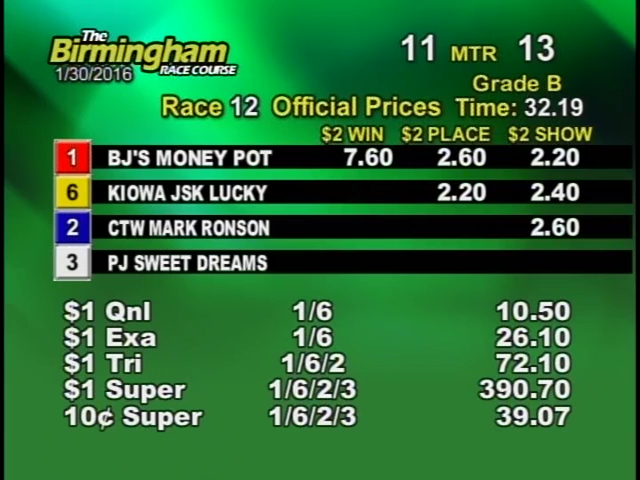 The
Birmingham
RACE COURSE
1/30/2016
11 MTR 13
Grade B
Race 12 Official Prices Time: 32.19
$2 WIN $2 PLACE $2 SHOW
1 BJ'S MONEY POT 7.60 2.60 2.20
6 KIOWA JSK LUCKY 2.20 2.40
2 CTW MARK RONSON 2.60
3 PJ SWEET DREAMS
$1 Qnl 1/6 10.50
$1 Exa 1/6 26.10
$1 Tri 1/6/2 72.10
$1 Super 1/6/2/3 390.70
10¢ Super 1/6/2/3 39.07